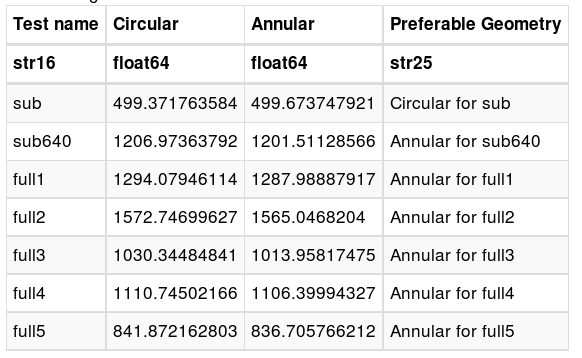 Test name Circular Annular Preferable Geometry
str16 float64 float64 str25
sub 499.371763584 499.673747921 Circular for sub
sub640 1206.97363792 1201.51128566 Annular for sub640
full1 1294.07946114 1287.98887917 Annular for full1
full2 1572.74699627 1565.0468204 Annular for full2
full3 1030.34484841 1013.95817475 Annular for full3
full4 1110.74502166 1106.39994327 Annular for full4
full5 841.872162803 836.705766212 Annular for full5